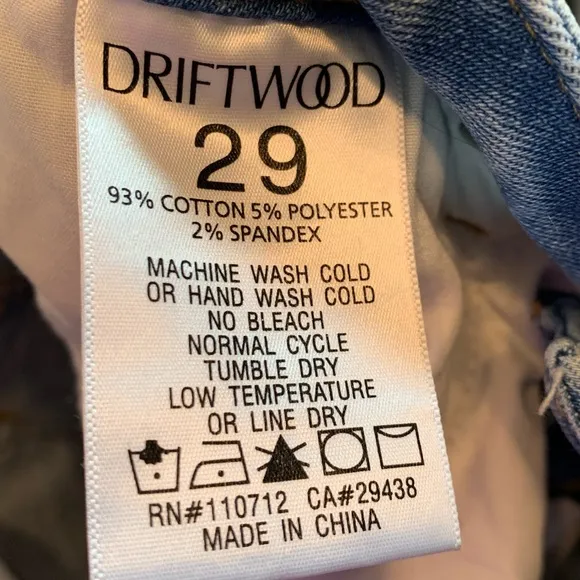 DRIFTWOOD
29
93% COTTON 5% POLYESTER
2% SPANDEX
MACHINE WASH COLD
OR HAND WASH COLD
NO BLEACH
NORMAL CYCLE
TUMBLE DRY
LOW TEMPERATURE
OR LINE DRY
RN#110712 CA#29438
MADE IN CHINA